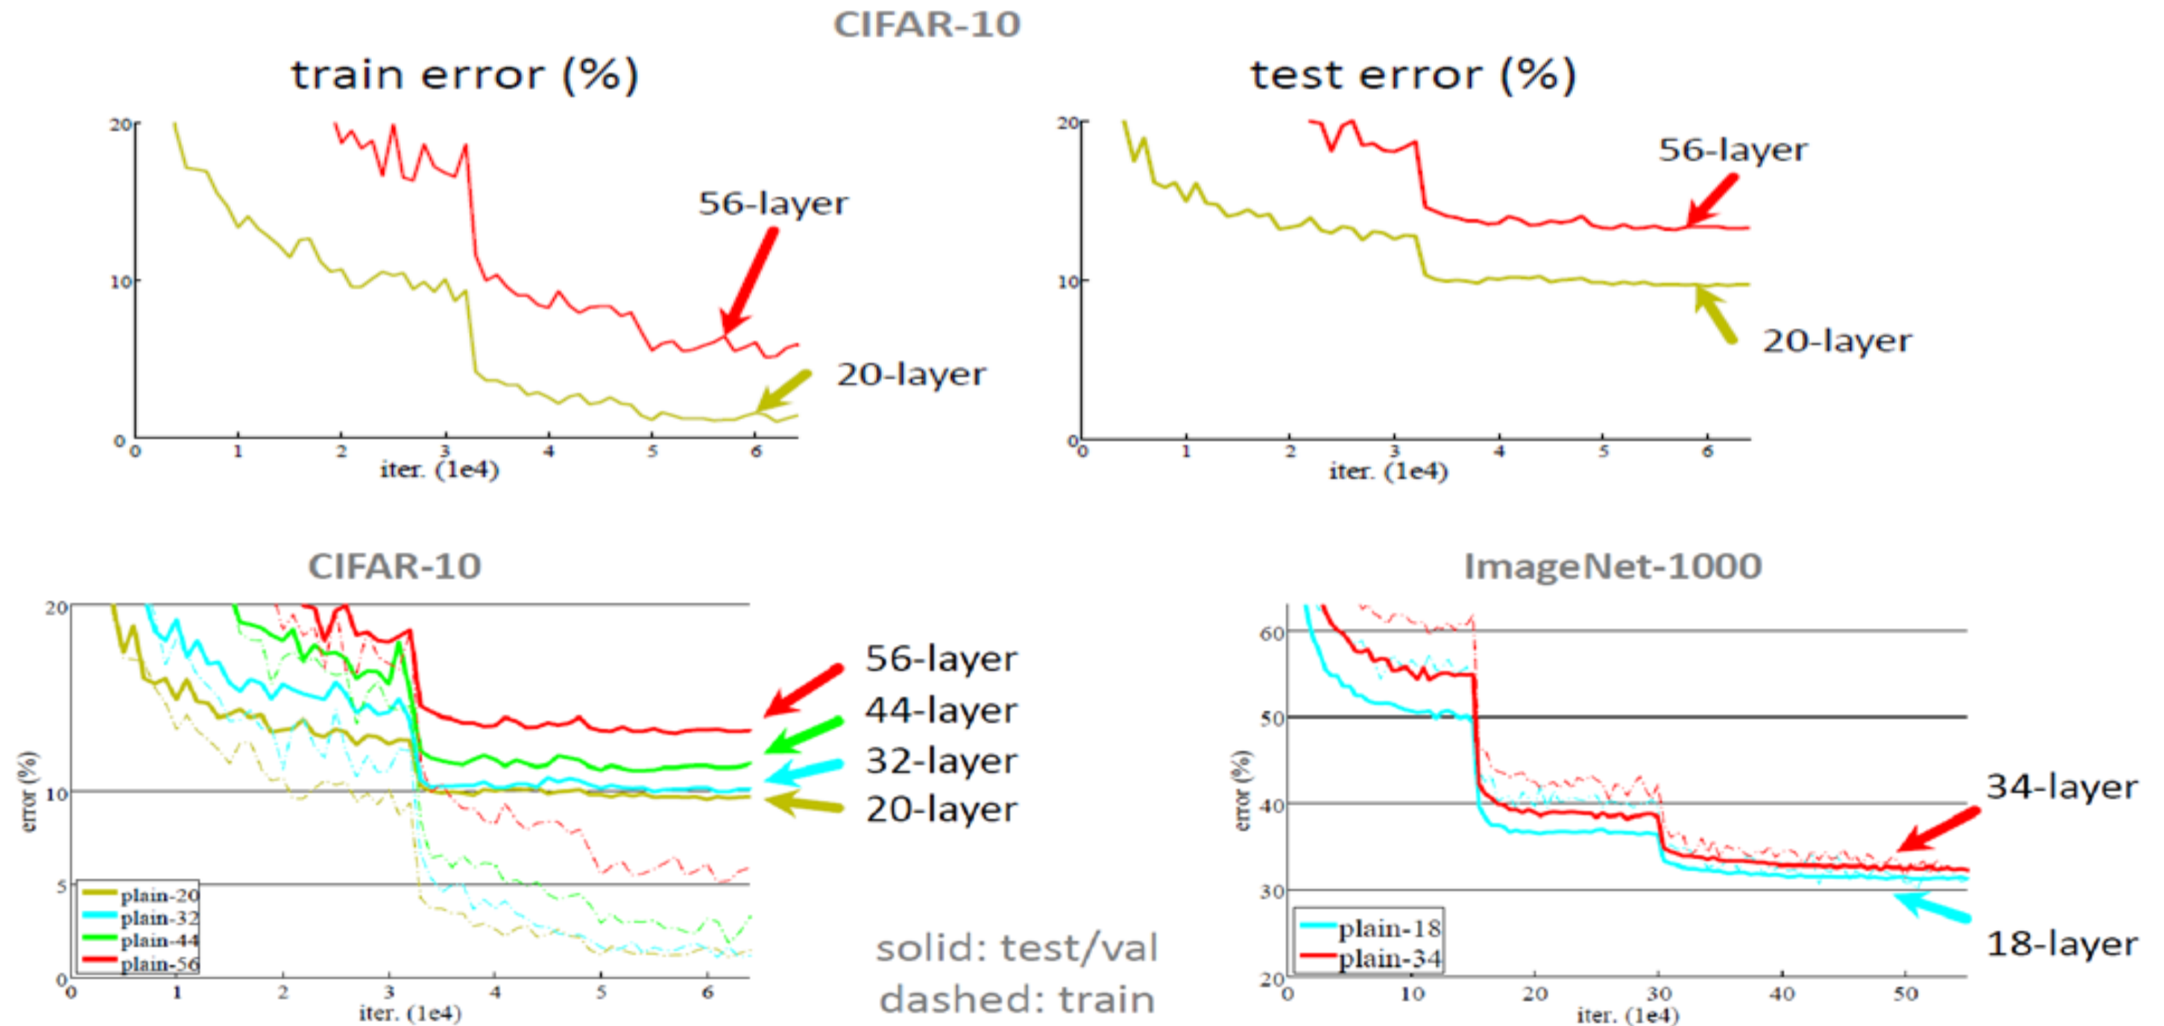 CIFAR-10
train error (%)
20
10
0
0 1 2 3 4 5 6
iter. (1e4)
56-layer
20-layer
test error (%)
20
10
0
0 1 2 3 4 5 6
iter. (1e4)
56-layer
20-layer
CIFAR-10
20
10
5
0
error (%)
0 1 2 3 4 5 6
iter. (1e4)
plain-20
plain-32
plain-44
plain-56
56-layer
44-layer
32-layer
20-layer
solid: test/val
dashed: train
ImageNet-1000
60
50
40
30
20
error (%)
0 10 20 30 40 50
iter. (1e4)
plain-18
plain-34
34-layer
18-layer